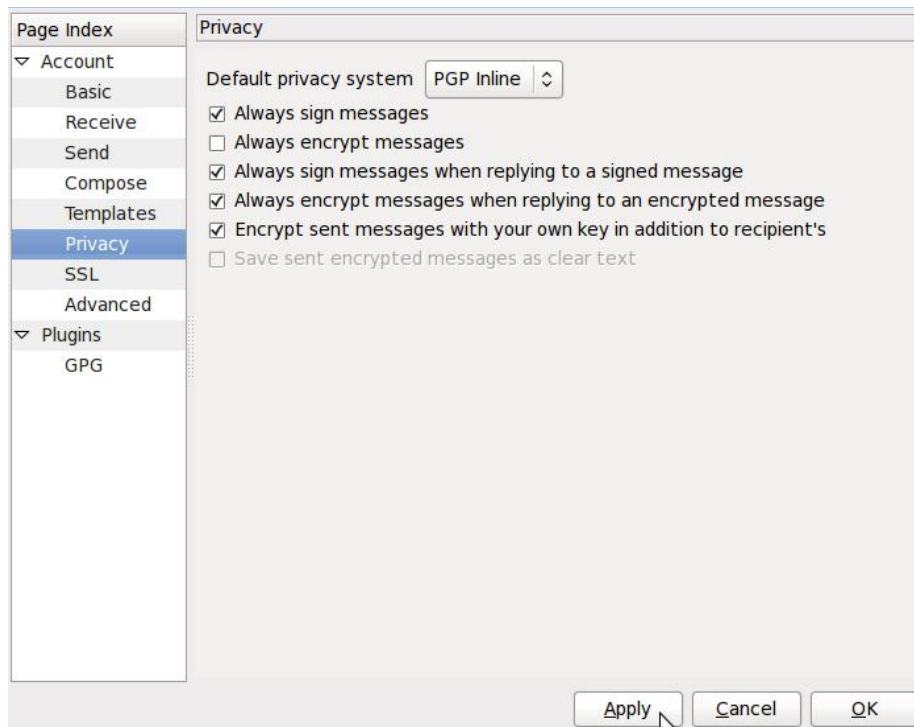 Page Index
Account
Basic
Receive
Send
Compose
Templates
Privacy
SSL
Advanced
Plugins
GPG
Privacy
Default privacy system PGP Inline
Always sign messages
Always encrypt messages
Always sign messages when replying to a signed message
Always encrypt messages when replying to an encrypted message
Encrypt sent messages with your own key in addition to recipient's
Save sent encrypted messages as clear text
Apply Cancel OK